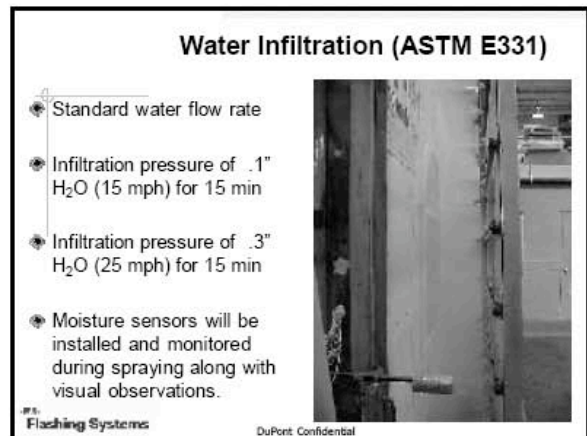 Water Infiltration (ASTM E331)
Standard water flow rate
Infiltration pressure of .1"
H₂O (15 mph) for 15 min
Infiltration pressure of .3"
H₂O (25 mph) for 15 min
Moisture sensors will be
installed and monitored
during spraying along with
visual observations.
Flashing Systems
DuPont Confidential